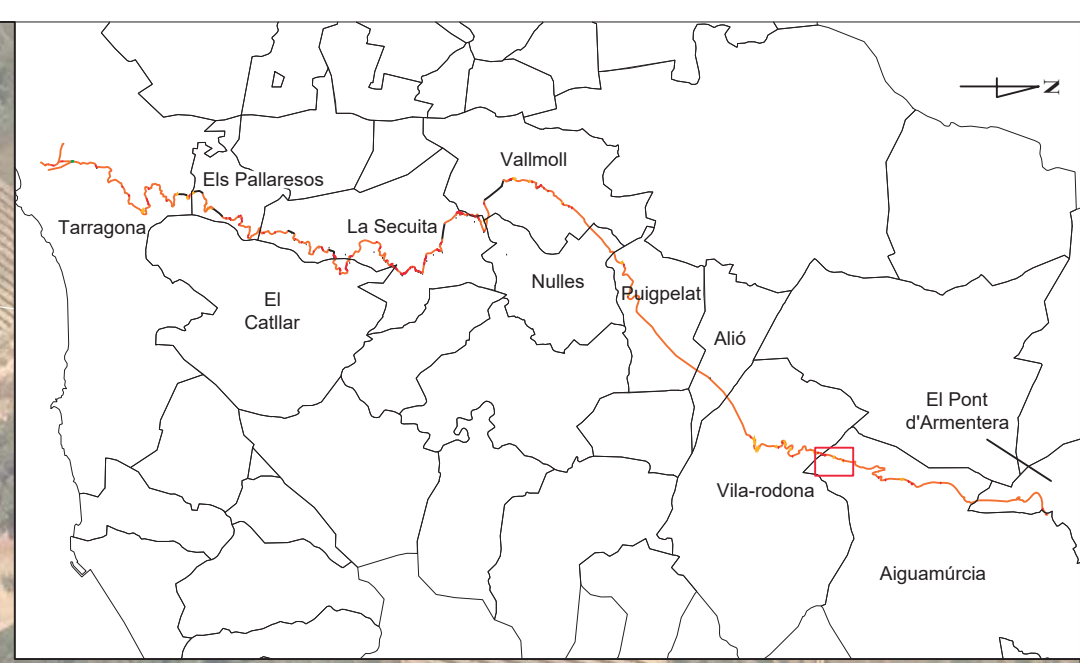 N
Vallmoll
Els Pallaresos
Tarragona
La Secuita
Nulles
Puigpelat
El
Catllar
Alió
El Pont
d'Armentera
Vila-rodona
Aiguamúrcia